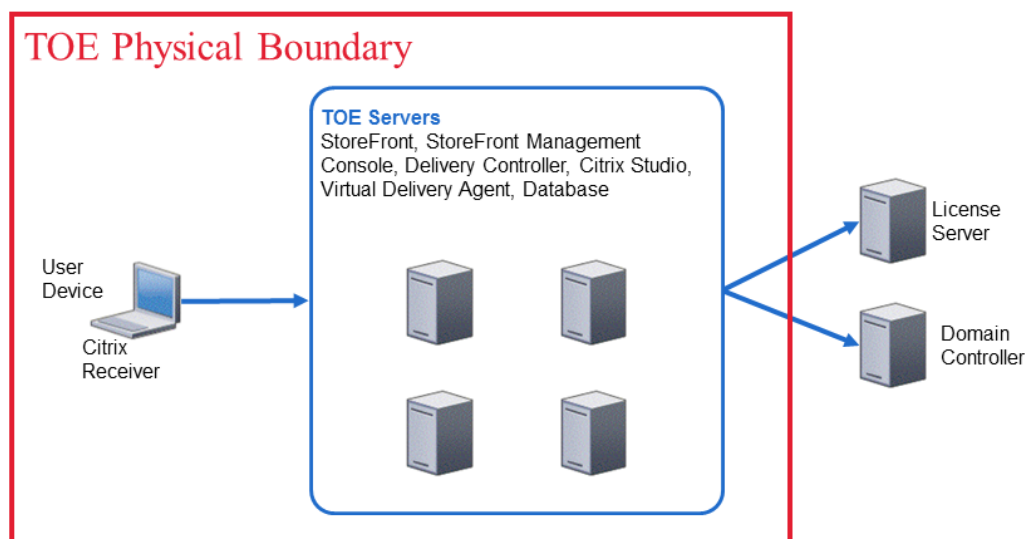 TOE Physical Boundary
TOE Servers
StoreFront, StoreFront Management
Console, Delivery Controller, Citrix Studio,
Virtual Delivery Agent, Database
User
Device
Citrix
Receiver
License
Server
Domain
Controller